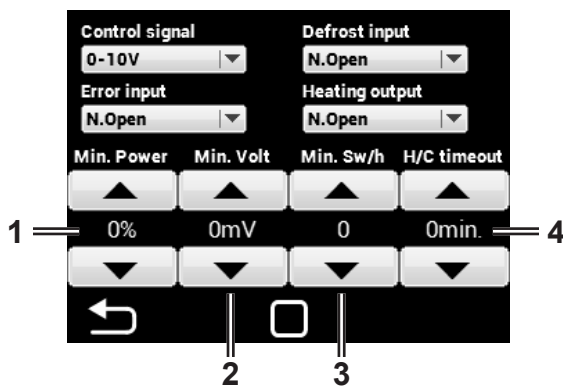 Control signal Defrost input
0-10V N.Open
Error input Heating output
N.Open N.Open
Min. Power Min. Volt Min. Sw/h H/C timeout
1 0% 0mV 0 0min. 4
2 3